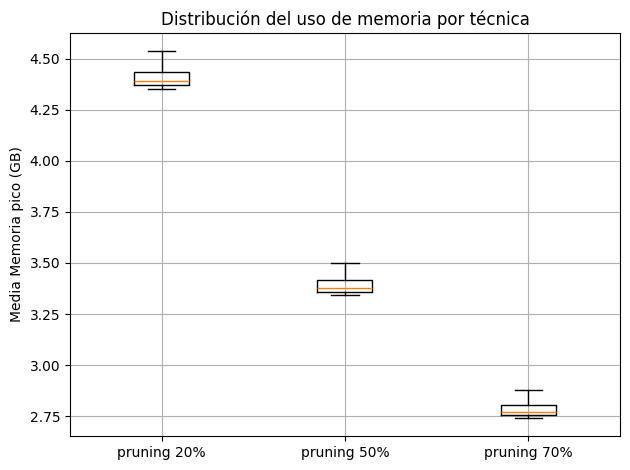 Distribución del uso de memoria por técnica
Media Memoria pico (GB)
4.50
4.25
4.00
3.75
3.50
3.25
3.00
2.75
pruning 20%
pruning 50%
pruning 70%